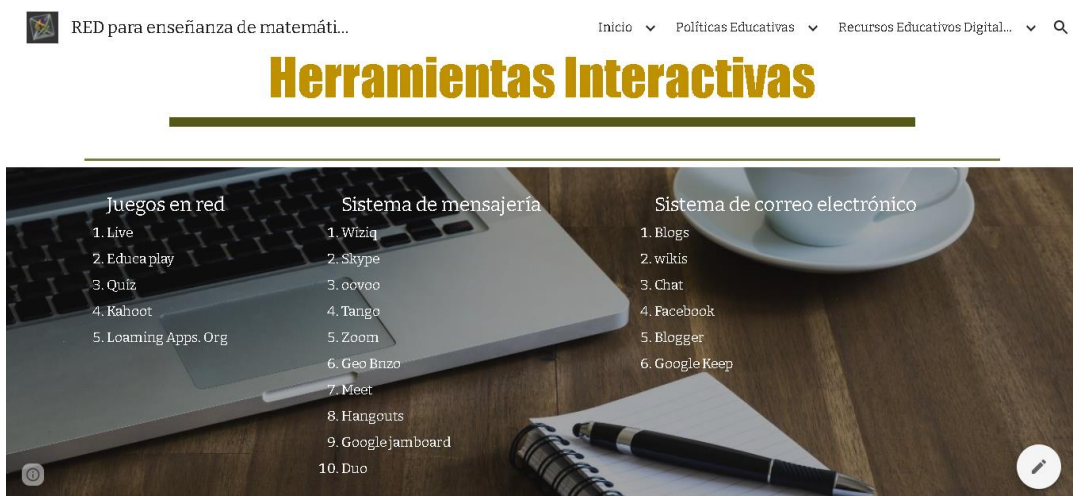 RED para enseñanza de matemáti...
Inicio
Políticas Educativas
Recursos Educativos Digital...
Herramientas Interactivas
Juegos en red
1. Live
2. Educa play
3. Quiz
4. Kahoot
5. Loaming Apps. Org
Sistema de mensajería
1. Wiziq
2. Skype
3. oovoo
4. Tango
5. Zoom
6. Geo Bnzo
7. Meet
8. Hangouts
9. Google jamboard
10. Duo
Sistema de correo electrónico
1. Blogs
2. wikis
3. Chat
4. Facebook
5. Blogger
6. Google Keep